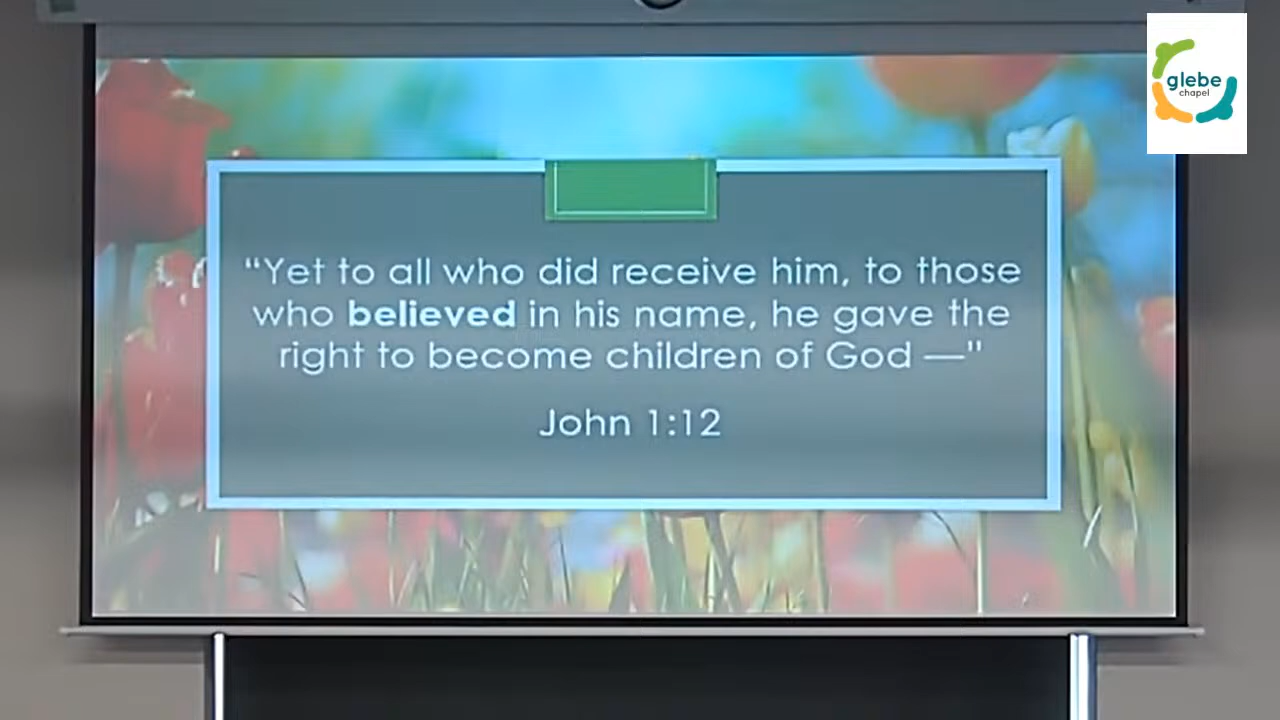 glebe
chapel
“Yet to all who did receive him, to those
who believed in his name, he gave the
right to become children of God —”
John 1:12